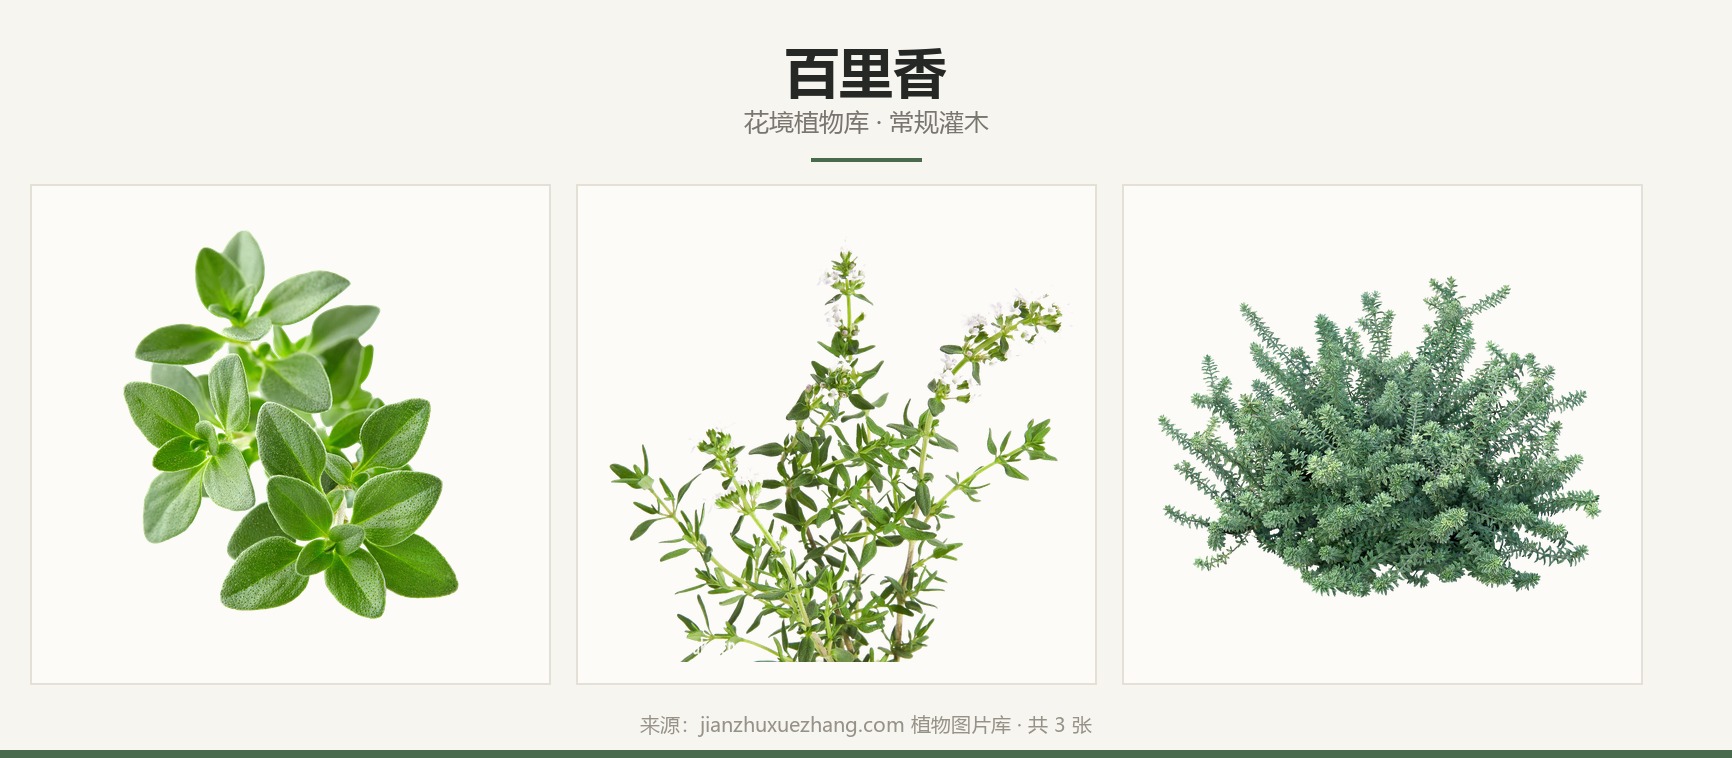 百里香
花境植物库 · 常规灌木
来源：jianzhuxuezhang.com 植物图片库 · 共 3 张